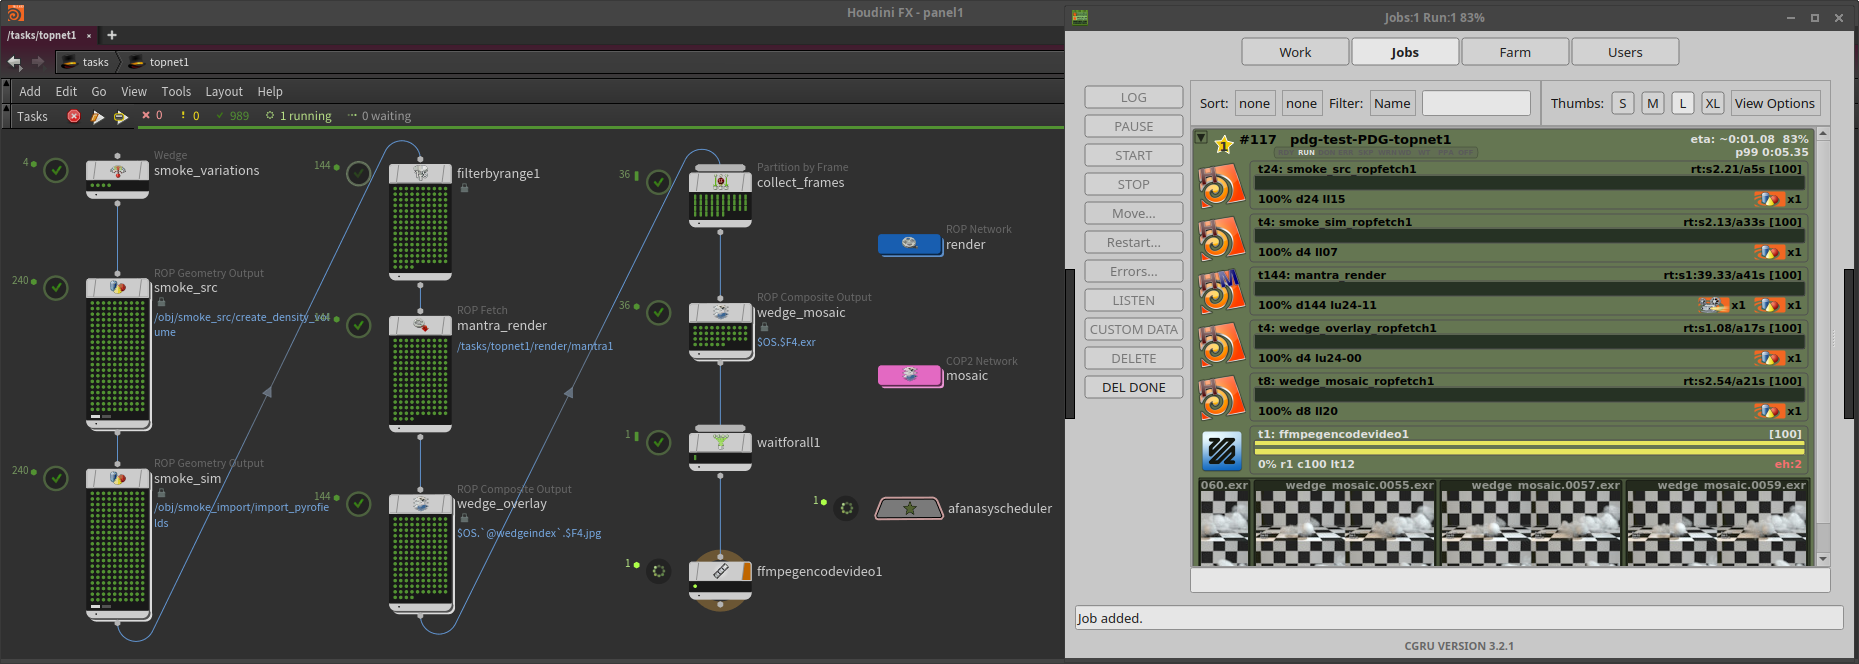 Houdini FX - panel1
/tasks/topnet1 × +
tasks topnet1
Add Edit Go View Tools Layout Help
Tasks 0 0 989 1 running 0 waiting
4
Wedge
smoke_variations
240
ROP Geometry Output
smoke_src
/obj/smoke_src/create_density_vol
ume
240
ROP Geometry Output
smoke_sim
/obj/smoke_import/import_pyrofie
lds
144
filterbyrange1
144
ROP Fetch
mantra_render
/tasks/topnet1/render/mantra1
144
ROP Composite Output
wedge_overlay
$OS.`@wedgeindex`.$F4.jpg
36
Partition by Frame
collect_frames
36
ROP Composite Output
wedge_mosaic
$OS.$F4.exr
1
waitforall1
1
afanasyscheduler
1
ffmpegencodevideo1
ROP Network
render
COP2 Network
mosaic
Jobs:1 Run:1 83%
Work Jobs Farm Users
LOG
PAUSE
START
STOP
Move...
Restart...
Errors...
LISTEN
CUSTOM DATA
DELETE
DEL DONE
Sort: none none Filter: Name Thumbs: S M L XL View Options
1 #117 pdg-test-PDG-topnet1 eta: ~0:01.08 83%
RUN
p99 0:05.35
t24: smoke_src_ropfetch1 rt:s2.21/a5s [100]
100% d24 ll15 x1
t4: smoke_sim_ropfetch1 rt:s2.13/a33s [100]
100% d4 ll07 x1
t144: mantra_render rt:s1:39.33/a41s [100]
100% d144 lu24-11 x1 x1
t4: wedge_overlay_ropfetch1 rt:s1.08/a17s [100]
100% d4 lu24-00 x1
t8: wedge_mosaic_ropfetch1 rt:s2.54/a21s [100]
100% d8 ll20 x1
t1: ffmpegencodevideo1 [100]
0% r1 c100 lt12 eh:2
060.exr wedge_mosaic.0055.exr wedge_mosaic.0057.exr wedge_mosaic.0059.exr
Job added.
CGRU VERSION 3.2.1